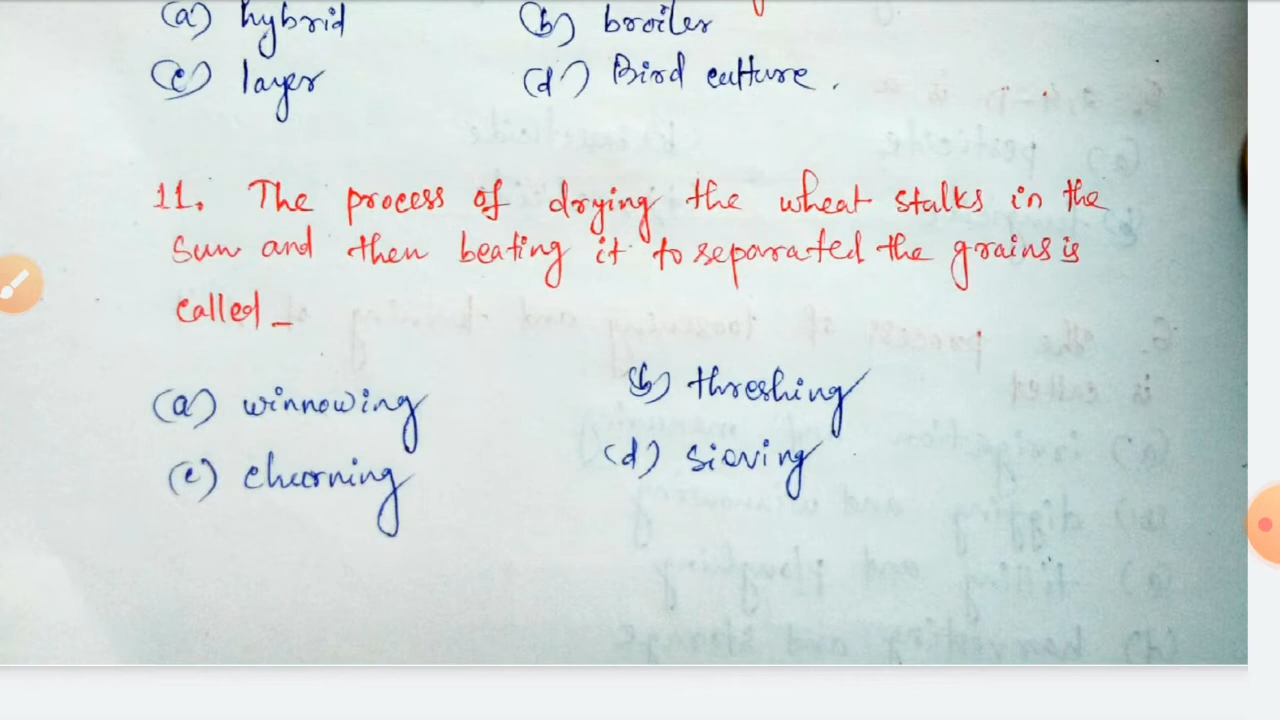 (a) hybrid (b) broiler
(c) layer (d) Bird culture.
11. The process of drying the wheat stalks in the
sun and then beating it to separated the grains is
called_
(a) winnowing (b) threshing
(c) churning (d) sieving